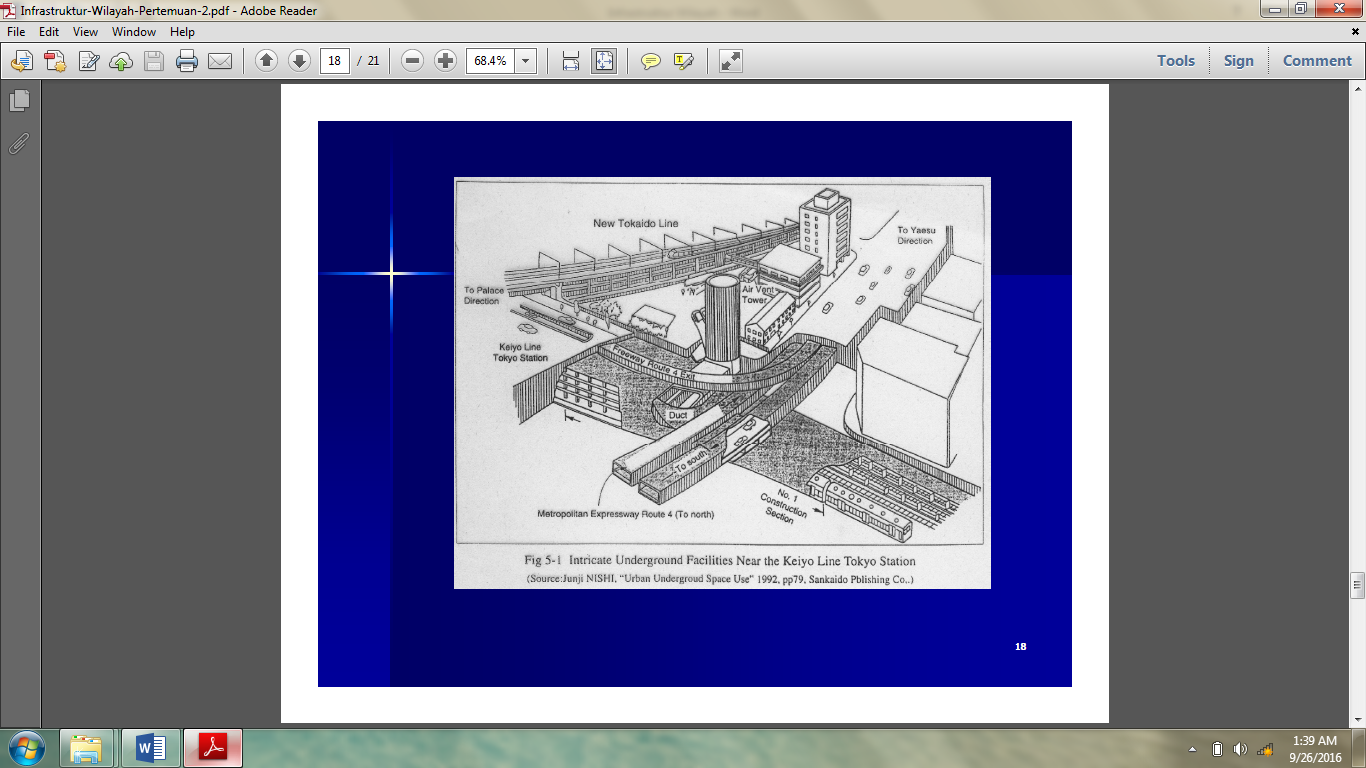 Infrastruktur-Wilayah-Pertemuan-2.pdf - Adobe Reader
File Edit View Window Help
18 / 21 68.4% Tools Sign Comment
New Tokaido Line
To Yaesu
Direction
To Palace
Direction
Air Vent
Tower
Keiyo Line
Tokyo Station
Freeway Route 4 Exit
Duct
To south
No. 1
Construction
Section
Metropolitan Expressway Route 4 (To north)
Fig 5-1 Intricate Underground Facilities Near the Keiyo Line Tokyo Station
(Source:Junji NISHI, "Urban Undergroud Space Use" 1992, pp79, Sankaido Pblishing Co,.)
18
1:39 AM
9/26/2016